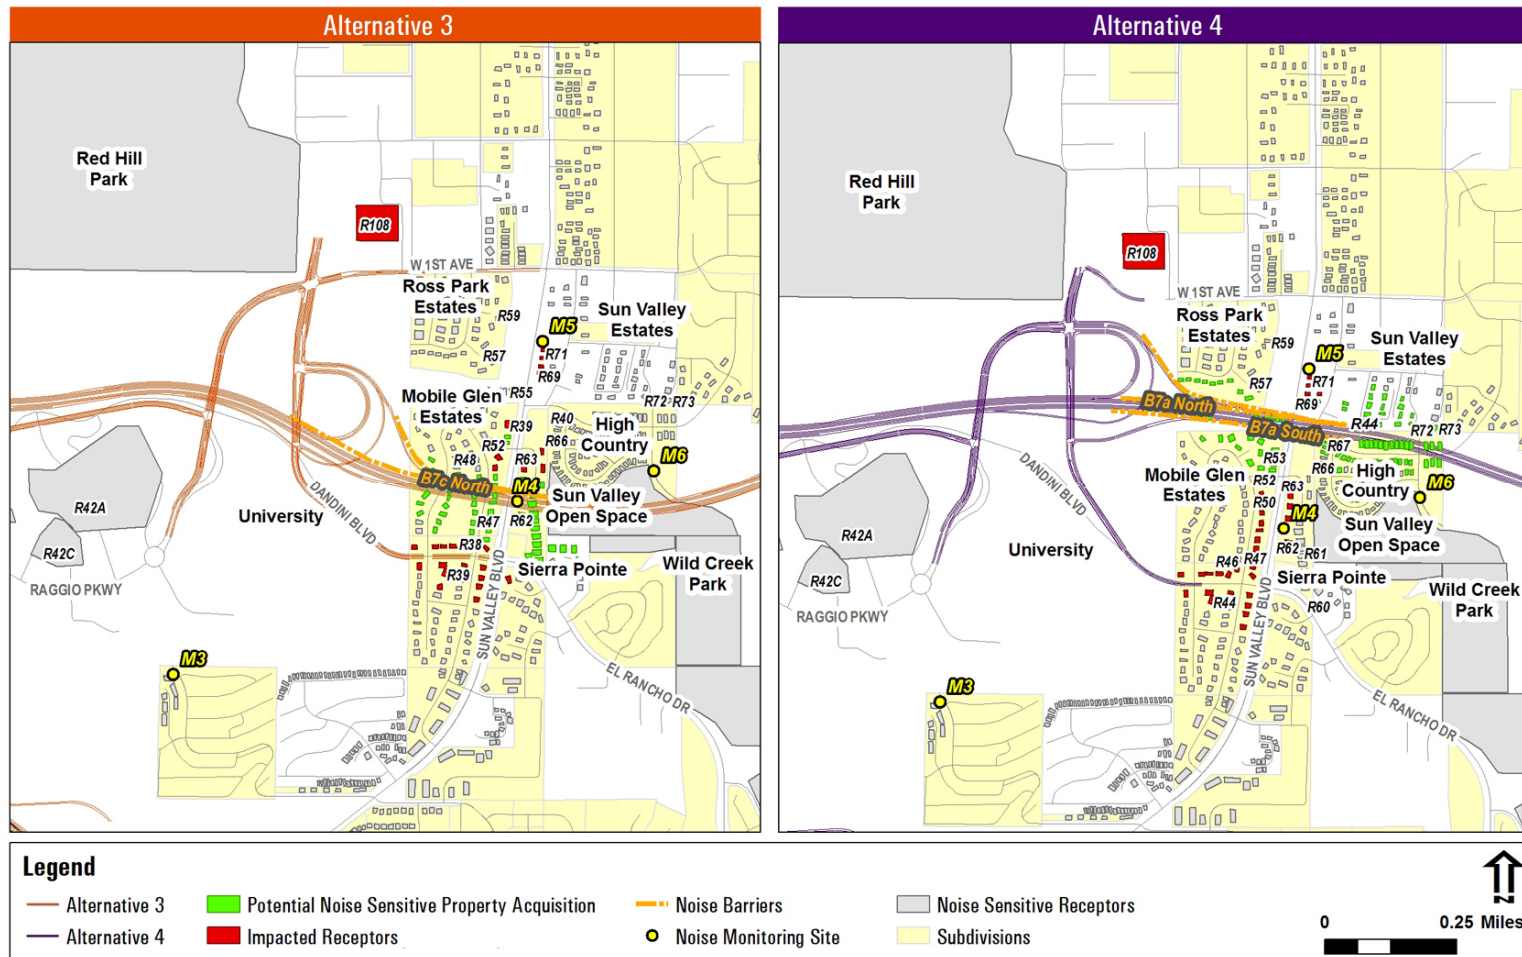 Alternative 3
Red Hill
Park
R108
W 1ST AVE
Ross Park
Estates
R59
Sun Valley
Estates
M5
R57
R71
R69
R55
Mobile Glen
Estates
R72
R73
R39
R40
High
Country
R52
R66
R48
R63
M6
B7c North
M4
Sun Valley
Open Space
R42A
University
DANDINI BLVD
R47
R62
R42C
R38
Sierra Pointe
Wild Creek
Park
R39
RAGGIO PKWY
SUN VALLEY BLVD
M3
EL RANCHO DR
Alternative 4
Red Hill
Park
R108
W 1ST AVE
Ross Park
Estates
R59
Sun Valley
Estates
M5
R57
R71
B7a North
R69
R44
R72
R73
B7a South
R67
R53
R66
High
Country
Mobile Glen
Estates
R52
R63
M6
R50
DANDINI BLVD
M4
Sun Valley
Open Space
R42A
University
R62
R61
R47
R46
R42C
Sierra Pointe
Wild Creek
Park
R44
R60
RAGGIO PKWY
SUN VALLEY BLVD
M3
EL RANCHO DR
Legend
Alternative 3
Potential Noise Sensitive Property Acquisition
Noise Barriers
Noise Sensitive Receptors
Alternative 4
Impacted Receptors
Noise Monitoring Site
Subdivisions
N
0
0.25 Miles